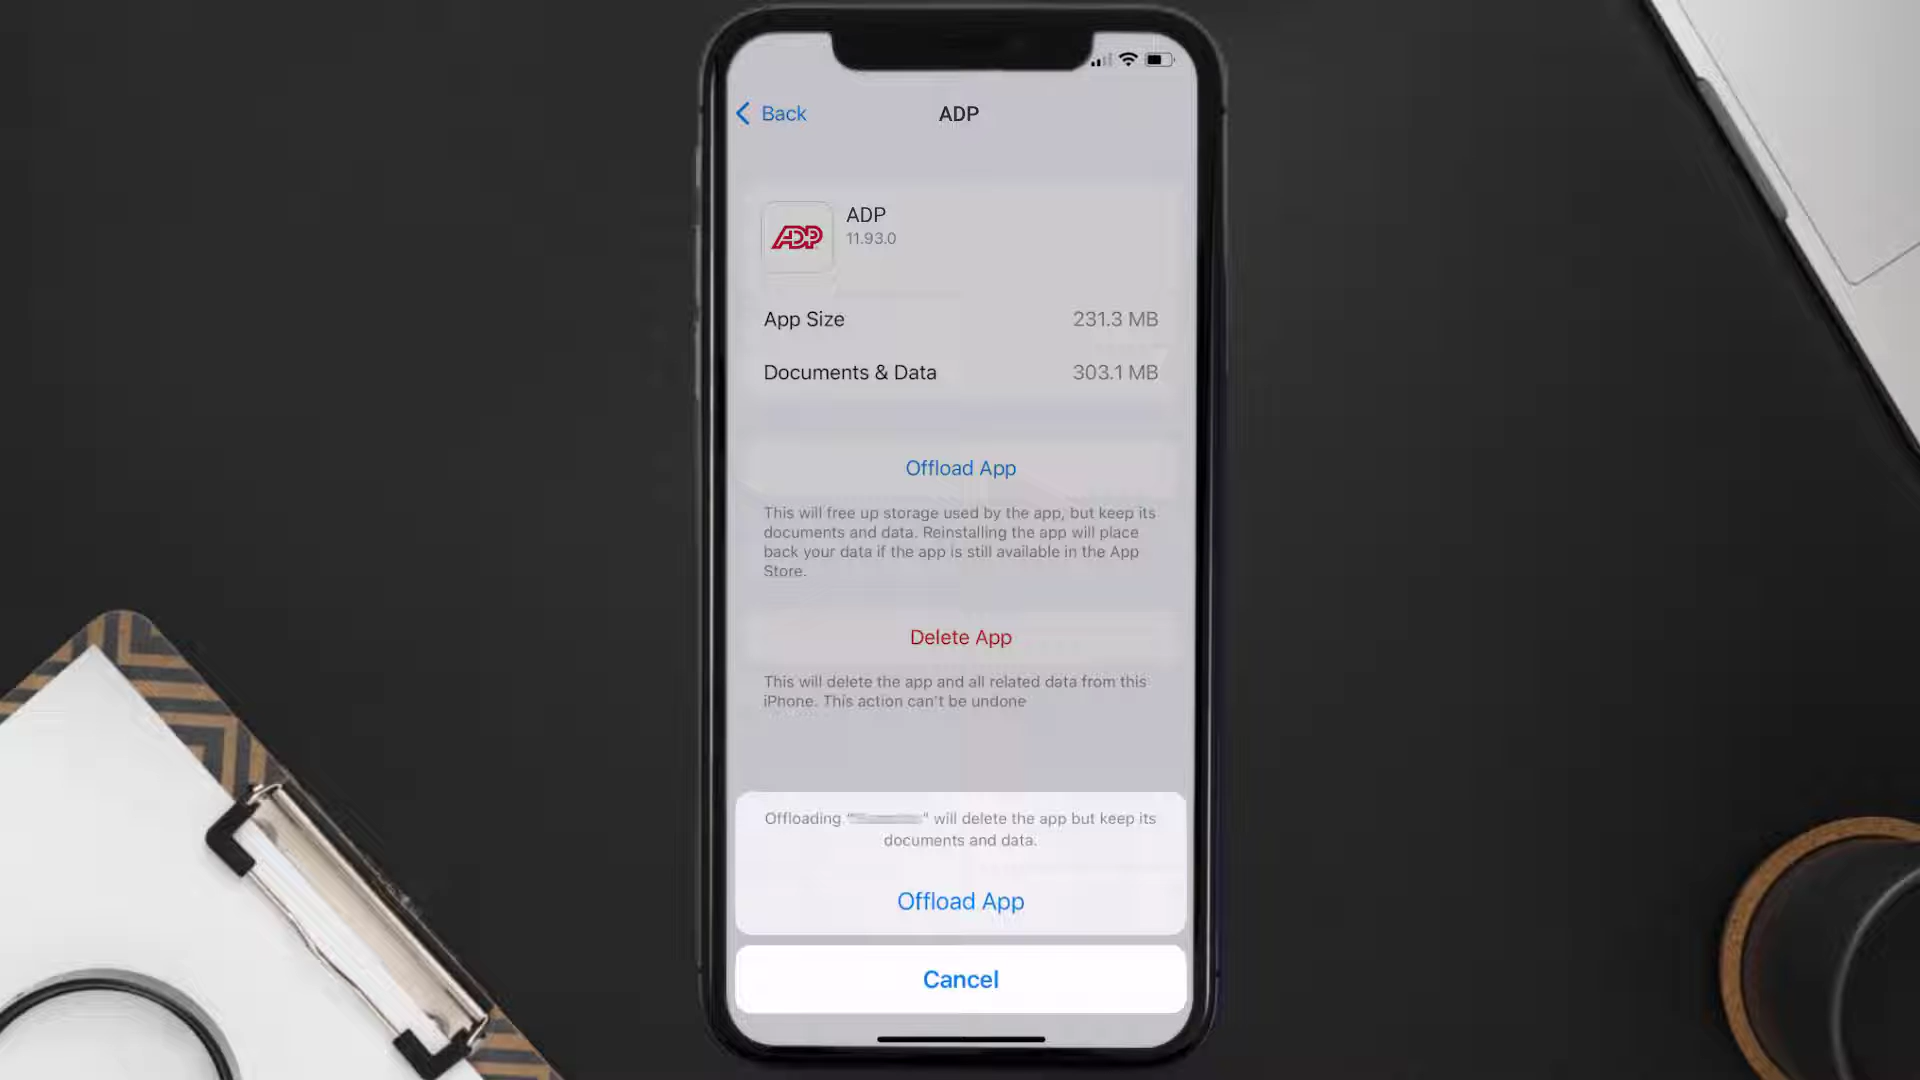 Back
ADP
ADP
ADP
11.93.0
App Size
231.3 MB
Documents & Data
303.1 MB
Offload App
This will free up storage used by the app, but keep its
documents and data. Reinstalling the app will place
back your data if the app is still available in the App
Store.
Delete App
This will delete the app and all related data from this
iPhone. This action can't be undone
Offloading " " will delete the app but keep its
documents and data.
Offload App
Cancel